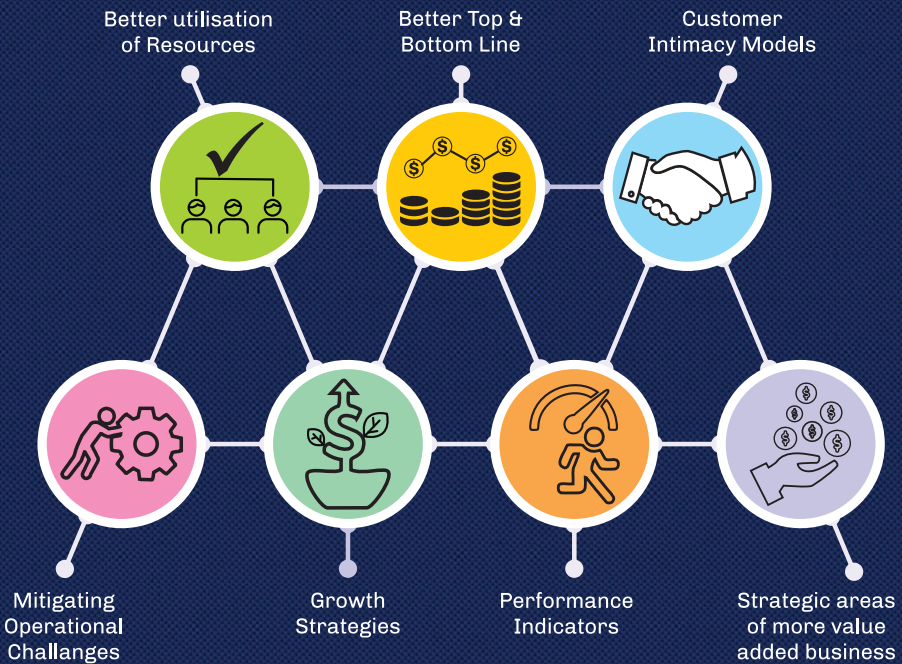 Better utilisation
of Resources
Better Top &
Bottom Line
Customer
Intimacy Models
Mitigating
Operational
Challanges
Growth
Strategies
Performance
Indicators
Strategic areas
of more value
added business